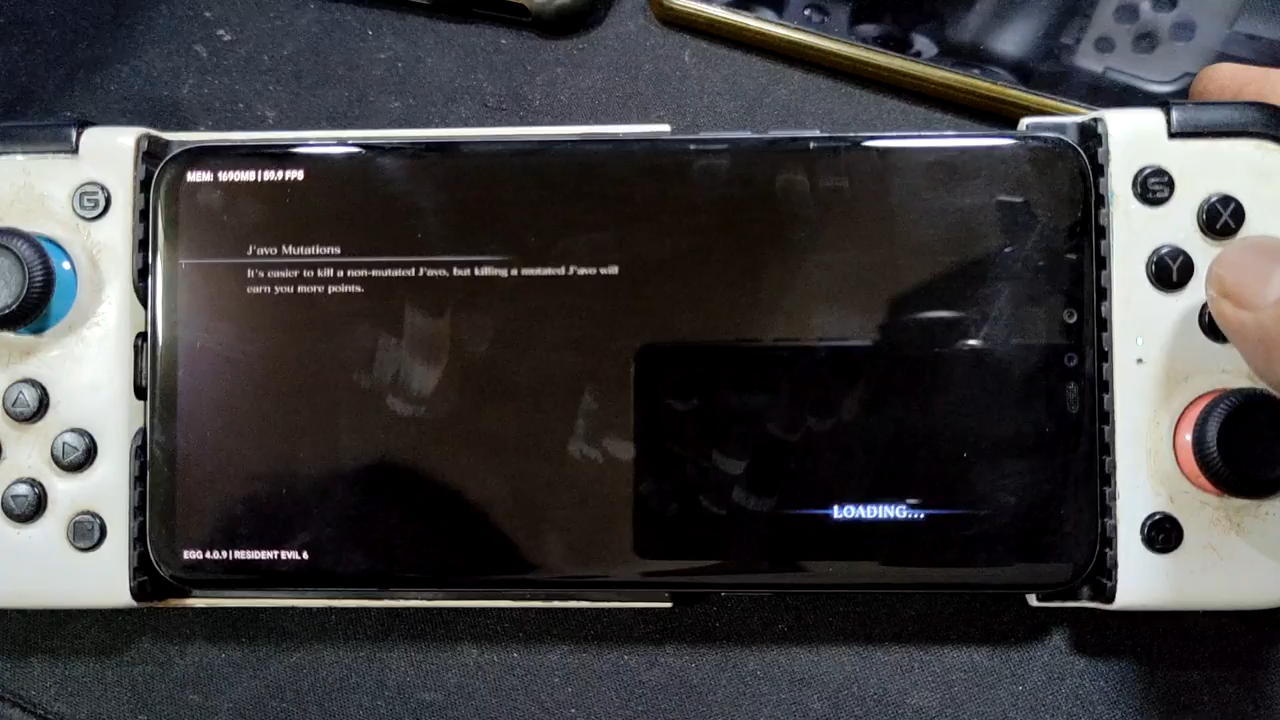 MEM: 1690MB | 59.9 FPS
J'avo Mutations
It's easier to kill a non-mutated J'avo, but killing a mutated J'avo will
earn you more points.
LOADING...
EGG 4.0.9 | RESIDENT EVIL 6
G
S
X
Y